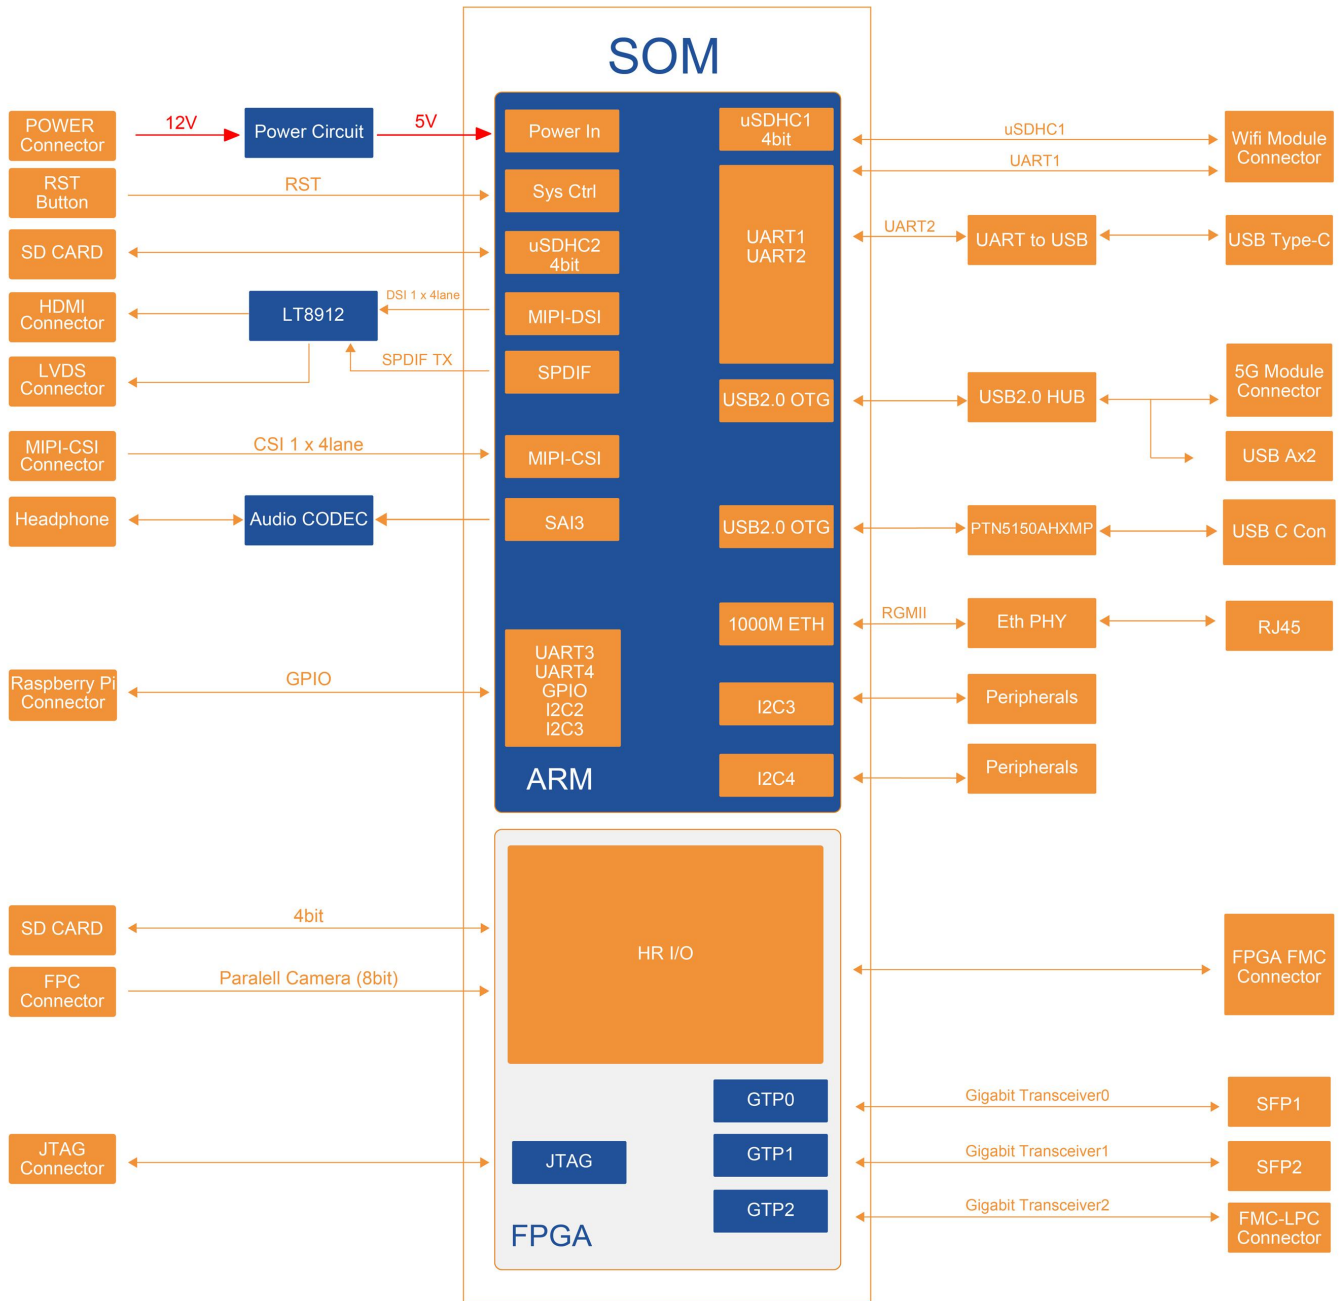 SOM
POWER
Connector
12V
Power Circuit
5V
Power In
uSDHC1
4bit
uSDHC1
Wifi Module
Connector
UART1
RST
Button
RST
Sys Ctrl
UART1
UART2
UART2
UART to USB
USB Type-C
SD CARD
uSDHC2
4bit
HDMI
Connector
LT8912
DSI 1 x 4lane
MIPI-DSI
LVDS
Connector
SPDIF TX
SPDIF
USB2.0 OTG
USB2.0 HUB
5G Module
Connector
USB Ax2
MIPI-CSI
Connector
CSI 1 x 4lane
MIPI-CSI
Headphone
Audio CODEC
SAI3
USB2.0 OTG
PTN5150AHXMP
USB C Con
1000M ETH
RGMII
Eth PHY
RJ45
Raspberry Pi
Connector
GPIO
UART3
UART4
GPIO
I2C2
I2C3
I2C3
Peripherals
ARM
I2C4
Peripherals
SD CARD
4bit
HR I/O
FPGA FMC
Connector
FPC
Connector
Paralell Camera (8bit)
GTP0
Gigabit Transceiver0
SFP1
JTAG
Connector
JTAG
GTP1
Gigabit Transceiver1
SFP2
GTP2
Gigabit Transceiver2
FMC-LPC
Connector
FPGA